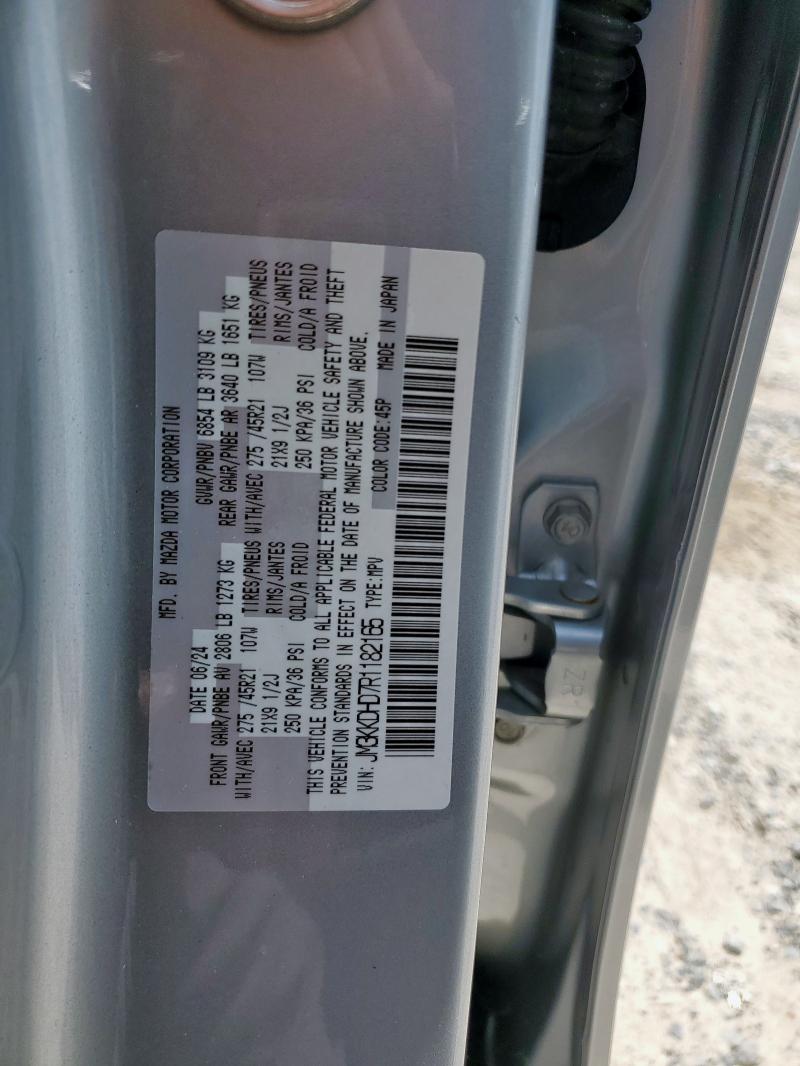 MFD. BY MAZDA MOTOR CORPORATION
DATE 06/24 GVWR/PNBV 6854 LB 3109 KG
FRONT GAWR/PNBE AV 2806 LB 1273 KG REAR GAWR/PNBE AR 3640 LB 1651 KG
WITH/AVEC 275 /45R21 107W TIRES/PNEUS WITH/AVEC 275 /45R21 107W TIRES/PNEUS
21X9 1/2J RIMS/JANTES 21X9 1/2J RIMS/JANTES
250 KPA/36 PSI COLD/A FROID 250 KPA/36 PSI COLD/A FROID
THIS VEHICLE CONFORMS TO ALL APPLICABLE FEDERAL MOTOR VEHICLE SAFETY AND THEFT
PREVENTION STANDARDS IN EFFECT ON THE DATE OF MANUFACTURE SHOWN ABOVE.
VIN: JM3KKDHD7R1182165 TYPE:MPV COLOR CODE:45P MADE IN JAPAN
ZR